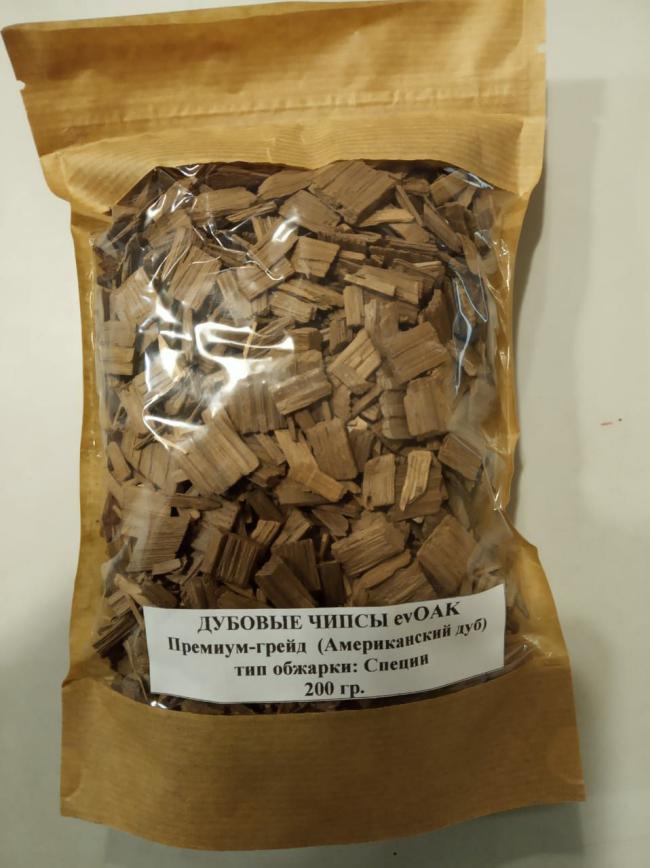 ДУБОВЫЕ ЧИПСЫ evOAK
Премиум-грейд (Американский дуб)
тип обжарки: Специи
200 гр.